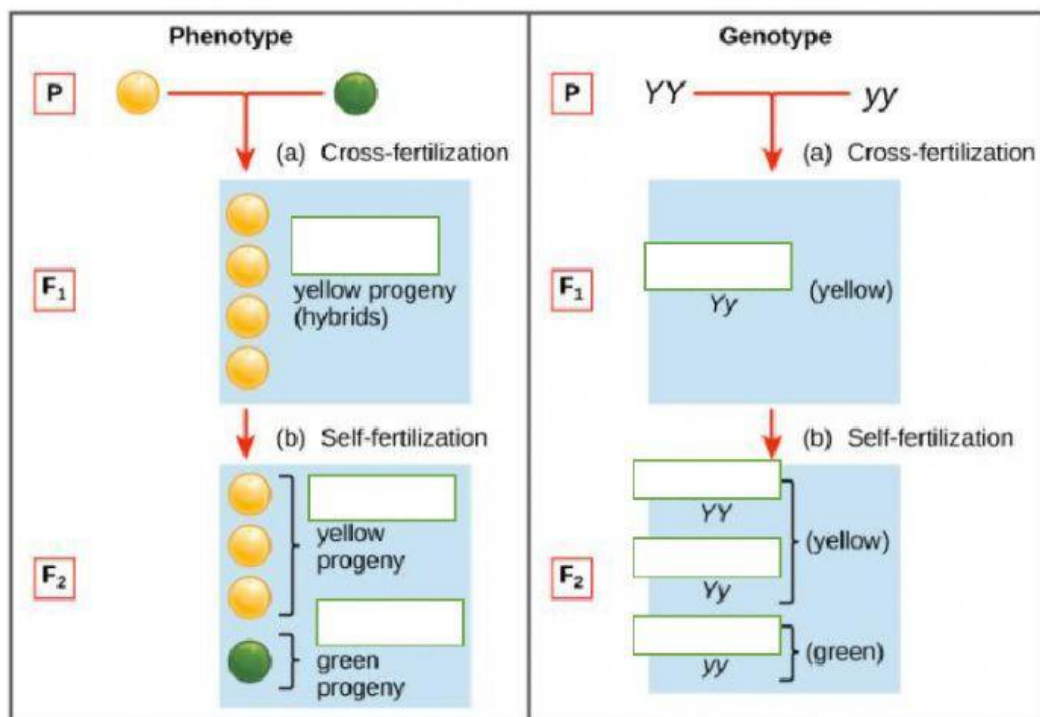 Phenotype
P
(a) Cross-fertilization
F₁
yellow progeny
(hybrids)
(b) Self-fertilization
F₂
yellow
progeny
green
progeny
Genotype
P
YY
yy
(a) Cross-fertilization
F₁
Yy
(yellow)
(b) Self-fertilization
F₂
YY
(yellow)
Yy
yy
(green)